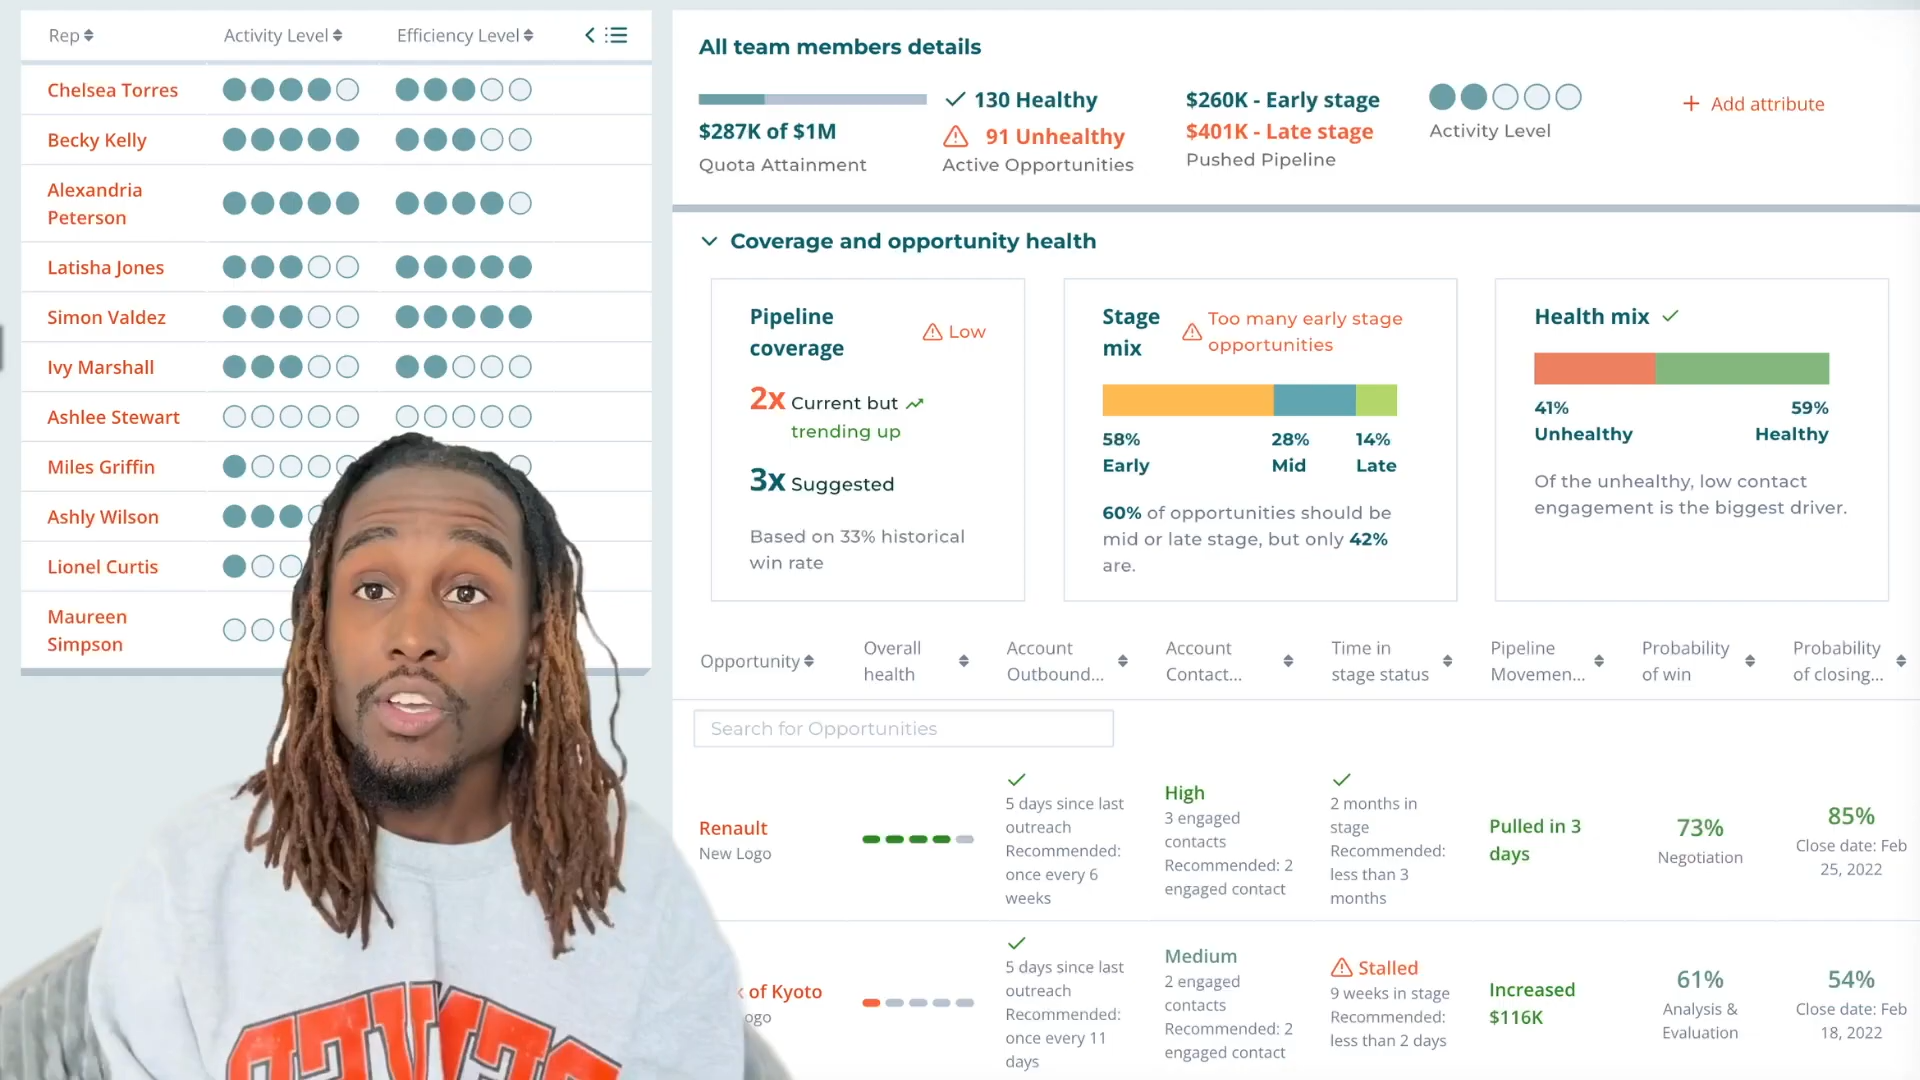 Rep
Activity Level
Efficiency Level
Chelsea Torres
Becky Kelly
Alexandria
Peterson
Latisha Jones
Simon Valdez
Ivy Marshall
Ashlee Stewart
Miles Griffin
Ashly Wilson
Lionel Curtis
Maureen
Simpson
All team members details
$287K of $1M
Quota Attainment
130 Healthy
91 Unhealthy
Active Opportunities
$260K - Early stage
$401K - Late stage
Pushed Pipeline
Activity Level
+ Add attribute
Coverage and opportunity health
Pipeline
coverage
Low
2x Current but
trending up
3x Suggested
Based on 33% historical
win rate
Stage
mix
Too many early stage
opportunities
58%
Early
28%
Mid
14%
Late
60% of opportunities should be
mid or late stage, but only 42%
are.
Health mix
41%
Unhealthy
59%
Healthy
Of the unhealthy, low contact
engagement is the biggest driver.
Opportunity
Overall
health
Account
Outbound...
Account
Contact...
Time in
stage status
Pipeline
Movemen...
Probability
of win
Probability
of closing...
Search for Opportunities
Renault
New Logo
5 days since last
outreach
Recommended:
once every 6
weeks
High
3 engaged
contacts
Recommended: 2
engaged contact
2 months in
stage
Recommended:
less than 3
months
Pulled in 3
days
73%
Negotiation
85%
Close date: Feb
25, 2022
of Kyoto
ogo
5 days since last
outreach
Recommended:
once every 11
days
Medium
2 engaged
contacts
Recommended: 2
engaged contact
Stalled
9 weeks in stage
Recommended:
less than 2 days
Increased
$116K
61%
Analysis &
Evaluation
54%
Close date: Feb
18, 2022